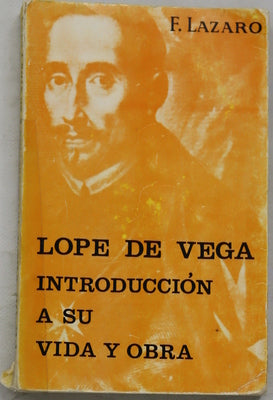 F. LAZARO
LOPE DE VEGA
INTRODUCCIÓN
A SU
VIDA Y OBRA